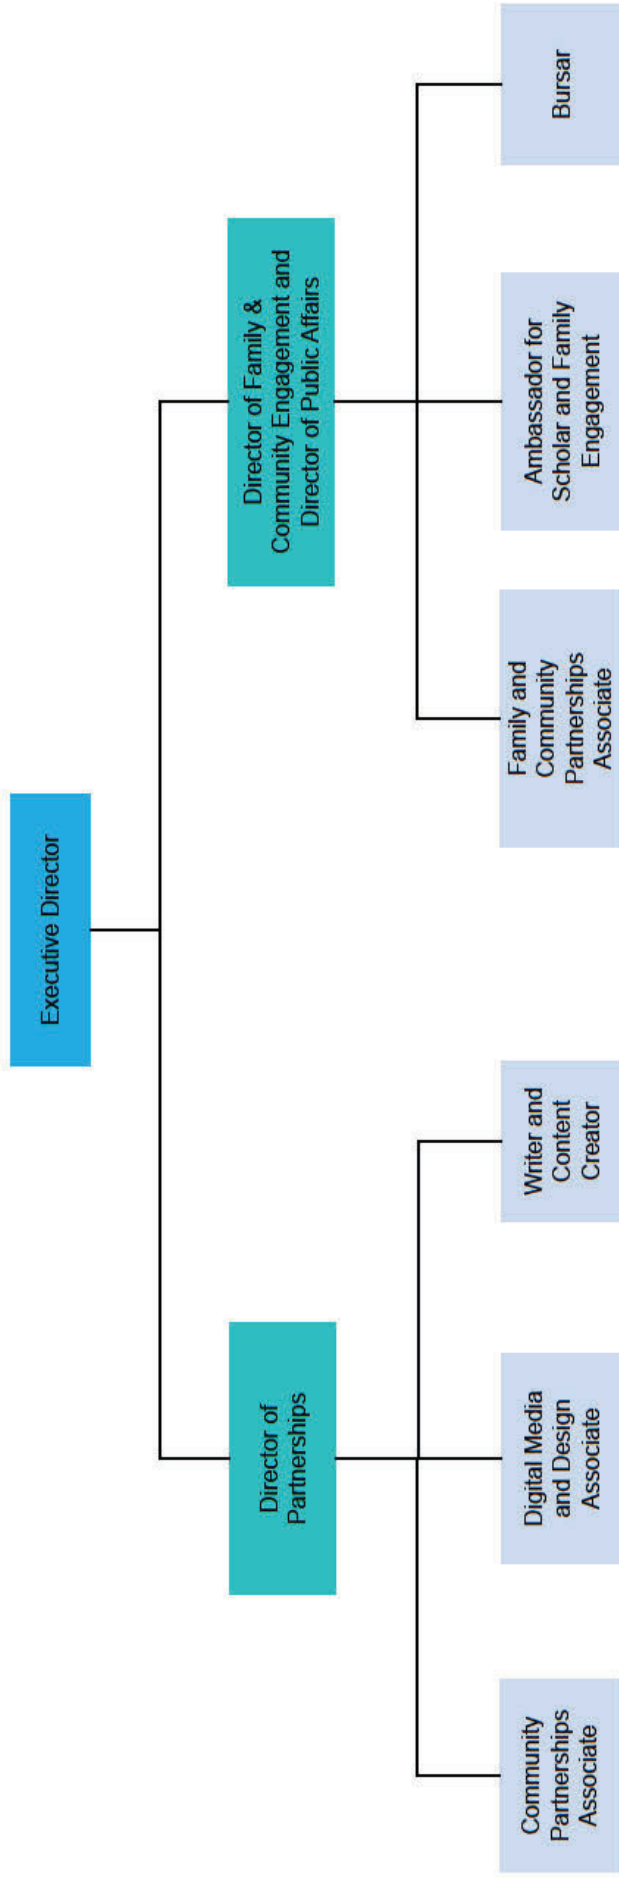 Executive Director
Director of
Partnerships
Director of Family &
Community Engagement and
Director of Public Affairs
Community
Partnerships
Associate
Digital Media
and Design
Associate
Writer and
Content
Creator
Family and
Community
Partnerships
Associate
Ambassador for
Scholar and Family
Engagement
Bursar